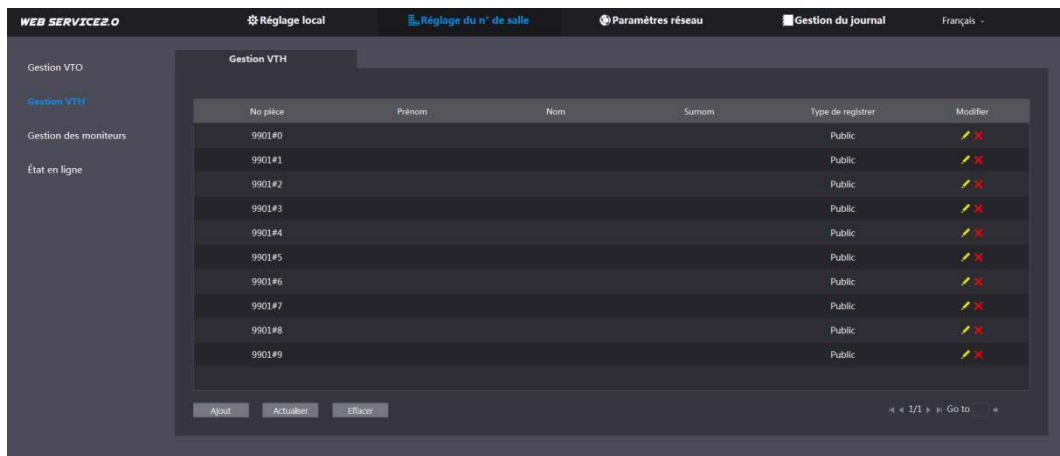 WEB SERVICE2.0 Réglage local Réglage du n° de salle Paramètres réseau Gestion du journal Français
Gestion VTO
Gestion VTH
Gestion des moniteurs
État en ligne
Gestion VTH
No pièce Prénom Nom Surnom Type de registrer Modifier
9901#0 Public
9901#1 Public
9901#2 Public
9901#3 Public
9901#4 Public
9901#5 Public
9901#6 Public
9901#7 Public
9901#8 Public
9901#9 Public
Ajout Actualiser Effacer 1/1 Go to